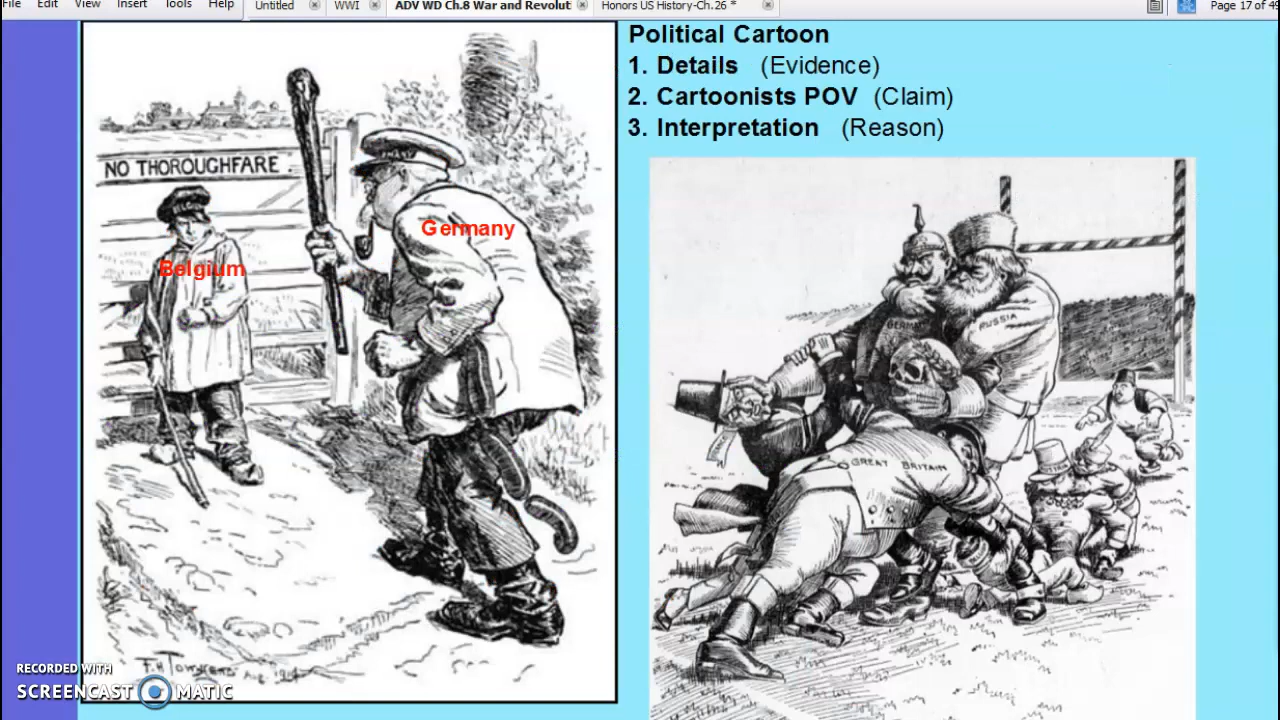 File Edit View Insert Tools Help
Untitled WWI ADV WD Ch.8 War and Revolut Honors US History-Ch.26 * Page 17 of 49
Political Cartoon
1. Details (Evidence)
2. Cartoonists POV (Claim)
3. Interpretation (Reason)
NO THOROUGHFARE.
Germany
Belgium
GERMANY
RUSSIA
GREAT BRITAIN
RECORDED WITH
SCREENCAST MATIC